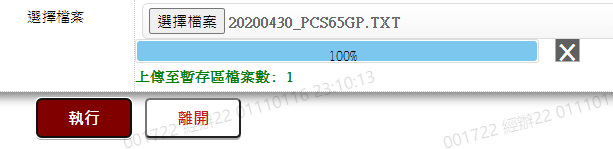 選擇檔案
選擇檔案 20200430_PCS65GP.TXT
100%
X
上傳至暫存區檔案數: 1
執行 離開
001722 經辦22 01110116 23:10:13
001722 經辦22 011101